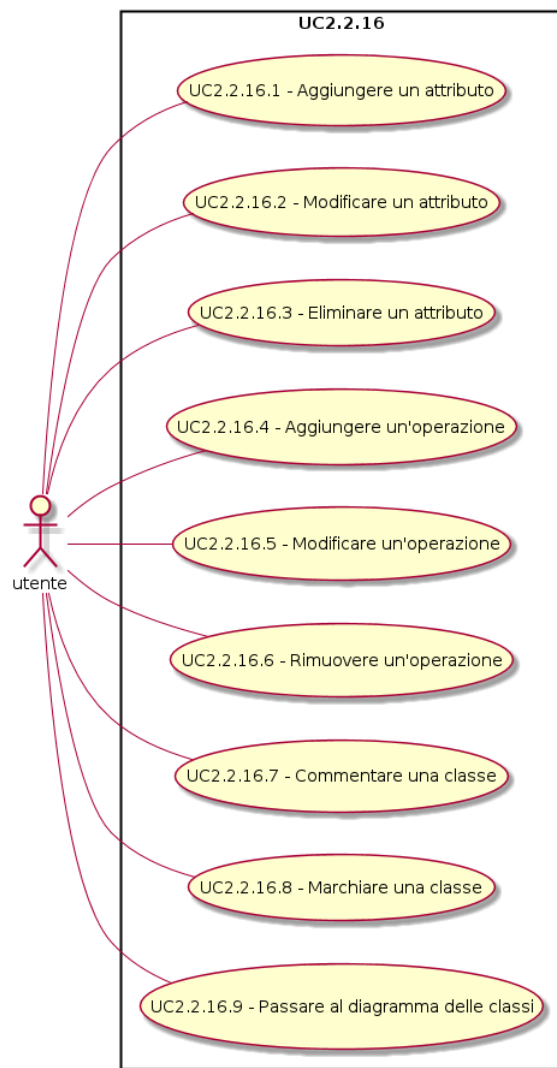 UC2.2.16
UC2.2.16.1 - Aggiungere un attributo
UC2.2.16.2 - Modificare un attributo
UC2.2.16.3 - Eliminare un attributo
UC2.2.16.4 - Aggiungere un'operazione
UC2.2.16.5 - Modificare un'operazione
utente
UC2.2.16.6 - Rimuovere un'operazione
UC2.2.16.7 - Commentare una classe
UC2.2.16.8 - Marchiare una classe
UC2.2.16.9 - Passare al diagramma delle classi